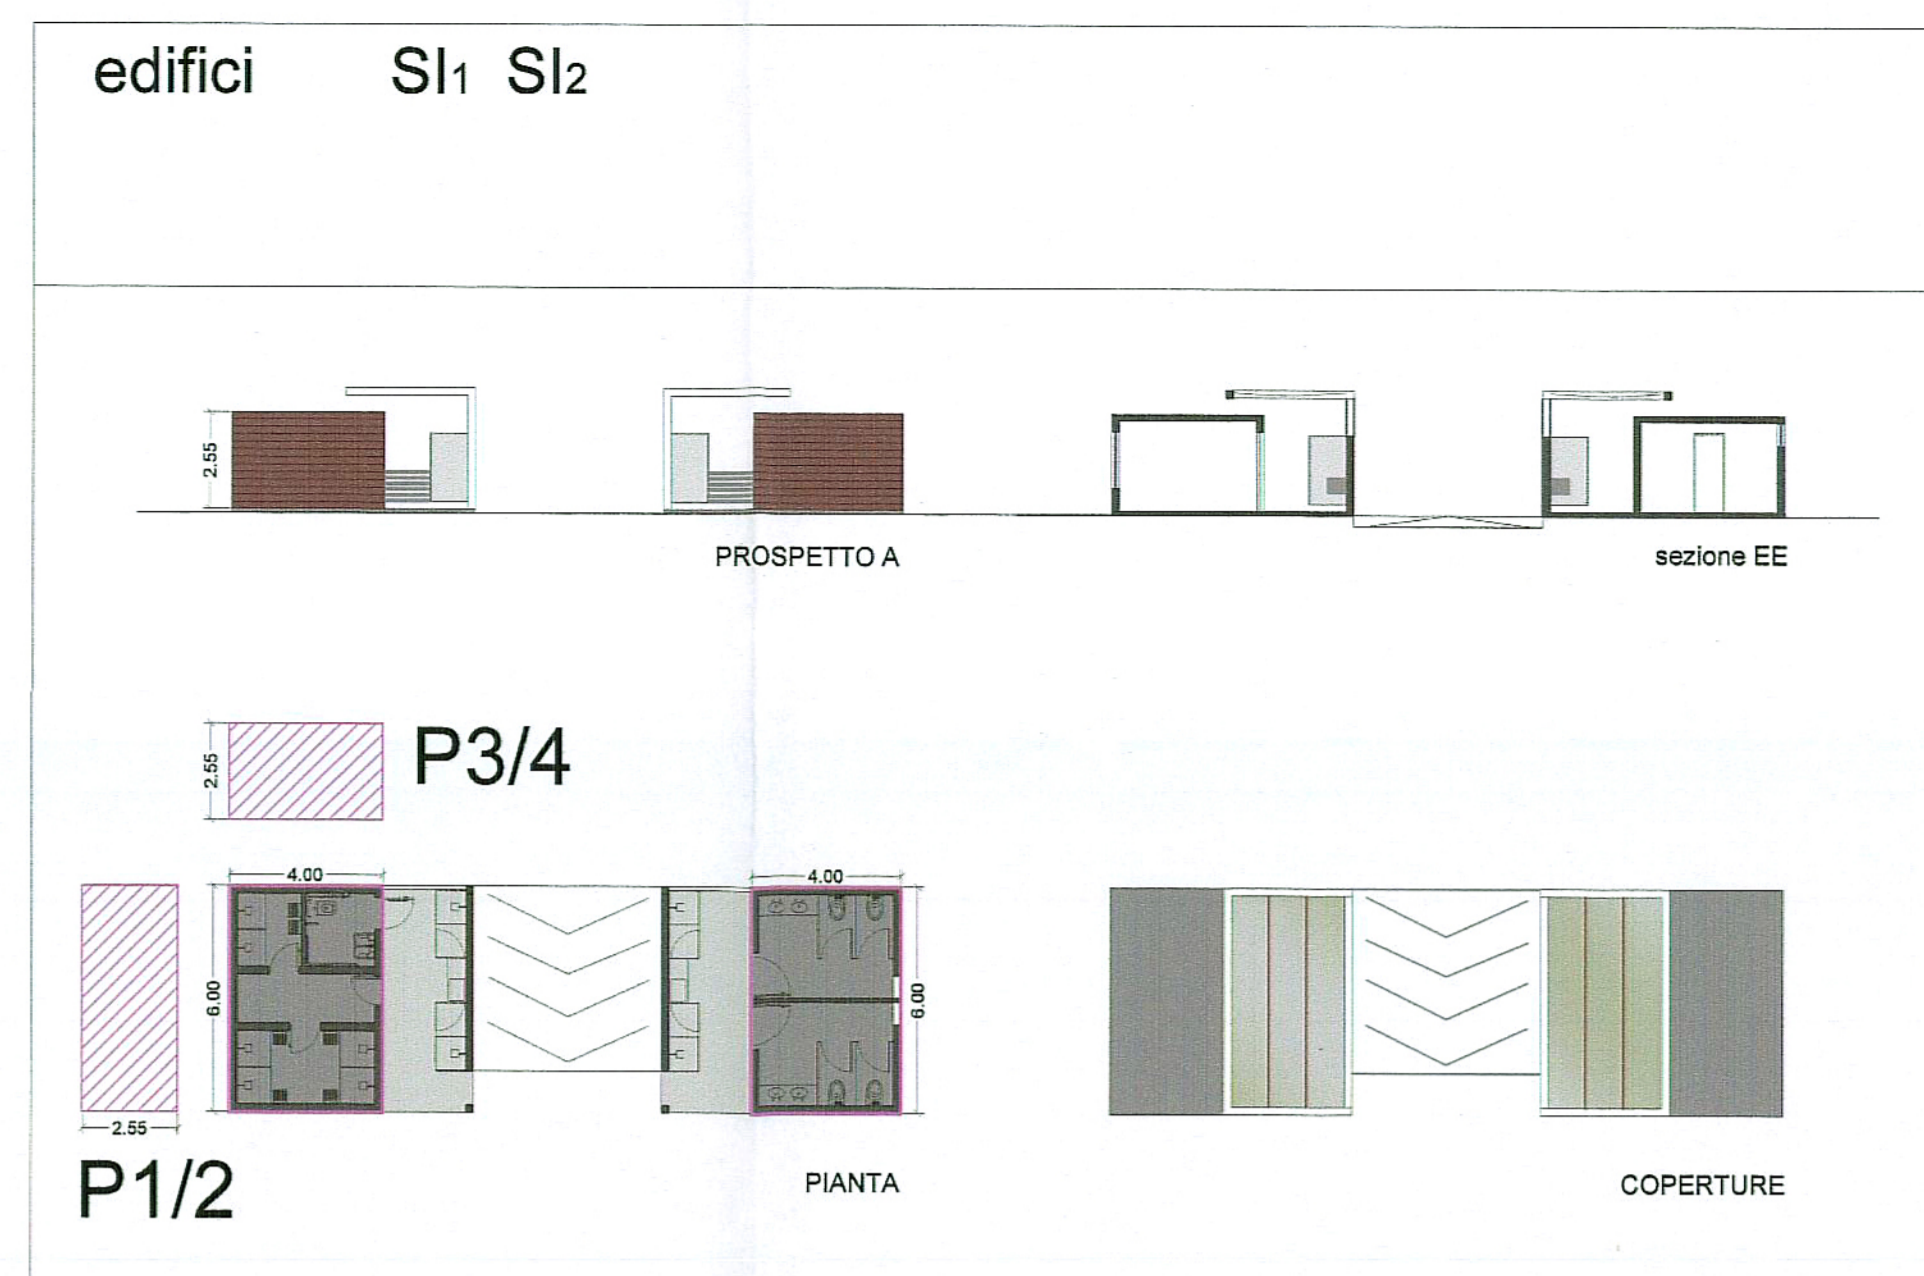 edifici SI1 SI2
2.55
PROSPETTO A
sezione EE
2.55
P3/4
4.00
4.00
6.00
6.00
2.55
P1/2
PIANTA
COPERTURE